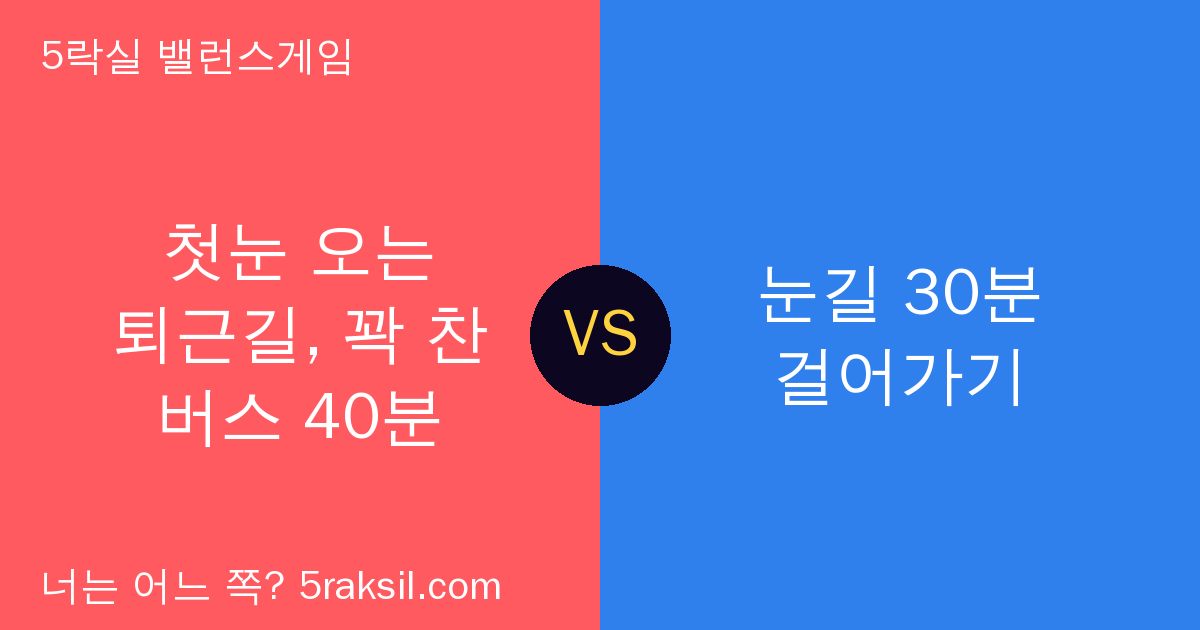 5락실 밸런스게임
첫눈 오는
퇴근길, 꽉 찬
버스 40분
VS
눈길 30분
걸어가기
너는 어느 쪽? 5raksil.com